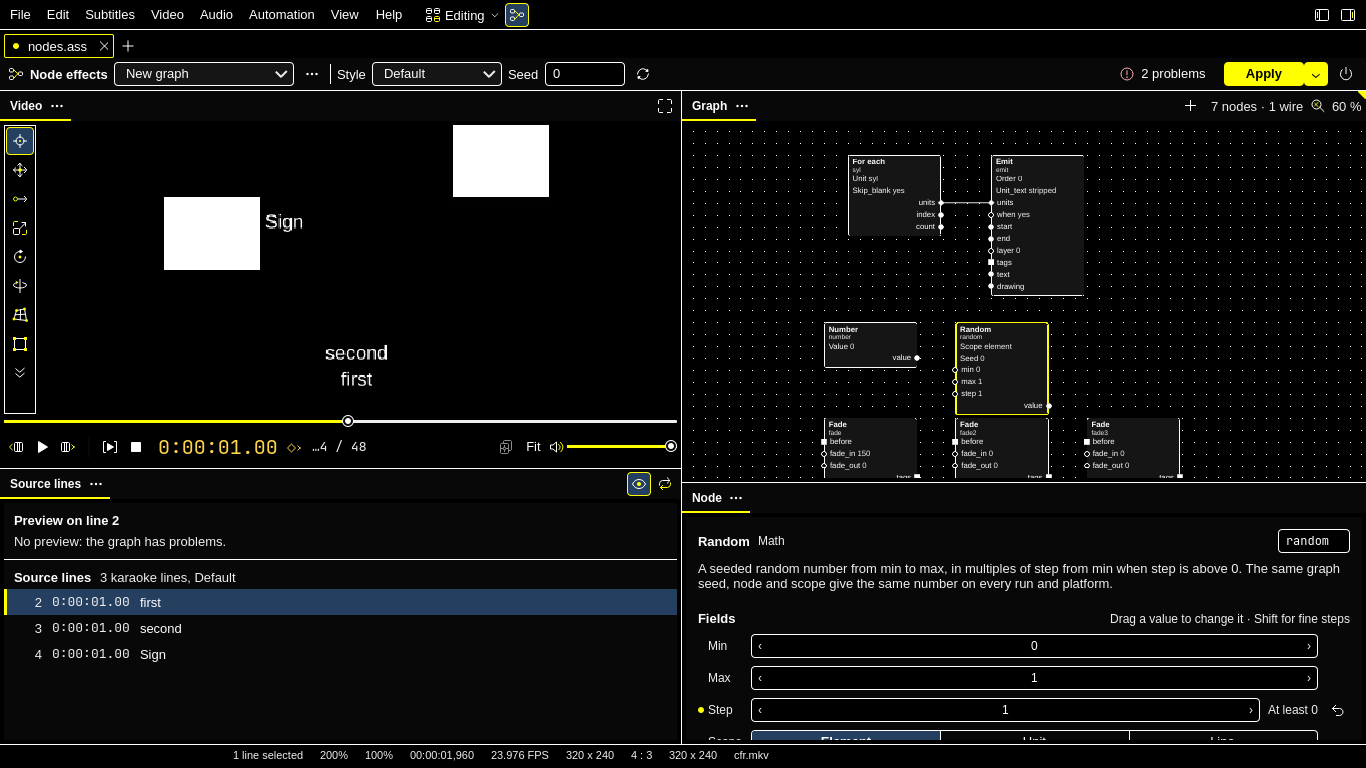 File Edit Subtitles Video Audio Automation View Help Editing
nodes.ass
Node effects New graph Style Default Seed 0 2 problems Apply
Video
Graph 7 nodes · 1 wire 60 %
Sign
second
first
For each
syl
Unit syl
Skip_blank yes
units
index
count
Emit
emit
Order 0
Unit_text stripped
units
when yes
start
end
layer 0
tags
text
drawing
Number
number
Value 0
value
Random
random
Scope element
Seed 0
min 0
max 1
step 1
value
Fade
fade
before
fade_in 150
fade_out 0
tags
Fade
fade2
before
fade_in 0
fade_out 0
tags
Fade
fade3
before
fade_in 0
fade_out 0
tags
0:00:01.00 …4 / 48 Fit
Source lines
Preview on line 2
No preview: the graph has problems.
Source lines 3 karaoke lines, Default
2 0:00:01.00 first
3 0:00:01.00 second
4 0:00:01.00 Sign
Node
Random Math random
A seeded random number from min to max, in multiples of step from min when step is above 0. The same graph
seed, node and scope give the same number on every run and platform.
Fields Drag a value to change it · Shift for fine steps
Min 0
Max 1
Step 1 At least 0
Scope Element Unit Line
1 line selected 200% 100% 00:00:01,960 23.976 FPS 320 x 240 4 : 3 320 x 240 cfr.mkv